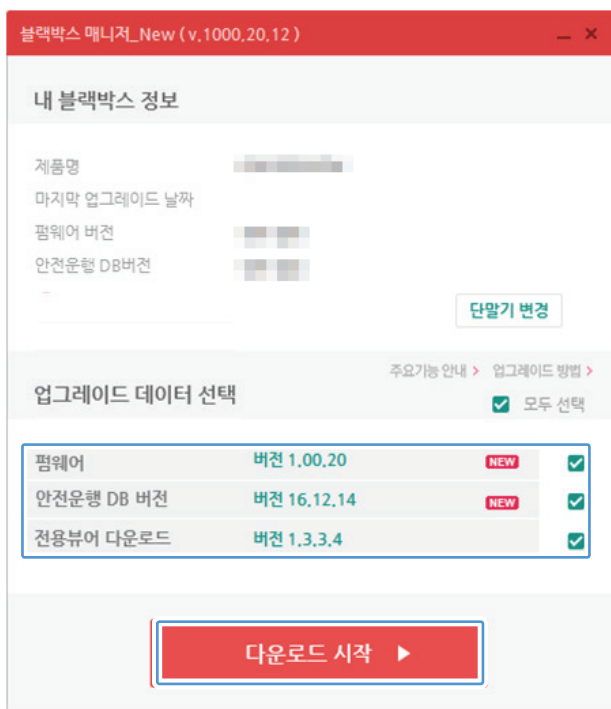 블랙박스 매니저_New ( v.1000.20.12 )
내 블랙박스 정보
제품명
마지막 업그레이드 날짜
펌웨어 버전
안전운행 DB버전
단말기 변경
주요기능 안내 > 업그레이드 방법 >
업그레이드 데이터 선택
모두 선택
펌웨어 버전 1.00.20 NEW
안전운행 DB 버전 버전 16.12.14 NEW
전용뷰어 다운로드 버전 1.3.3.4
다운로드 시작